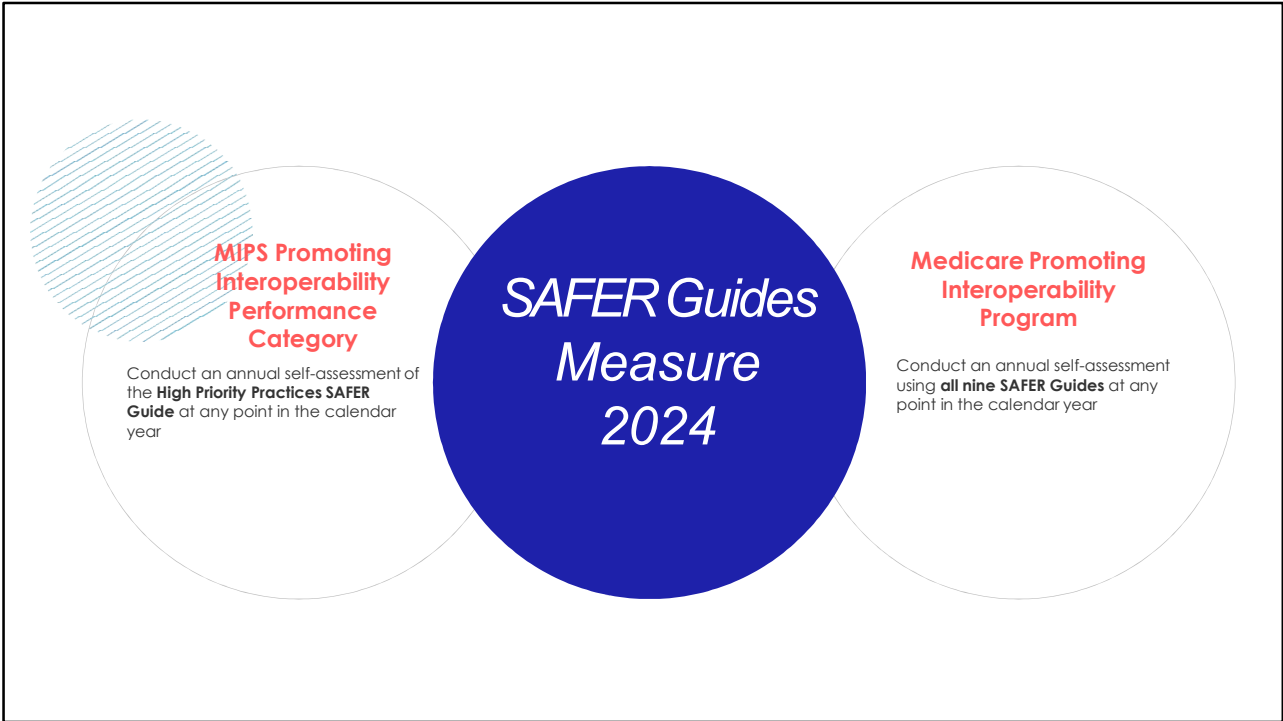 MIPS Promoting
Interoperability
Performance
Category
Conduct an annual self-assessment of
the High Priority Practices SAFER
Guide at any point in the calendar
year
SAFER Guides
Measure
2024
Medicare Promoting
Interoperability
Program
Conduct an annual self-assessment
using all nine SAFER Guides at any
point in the calendar year